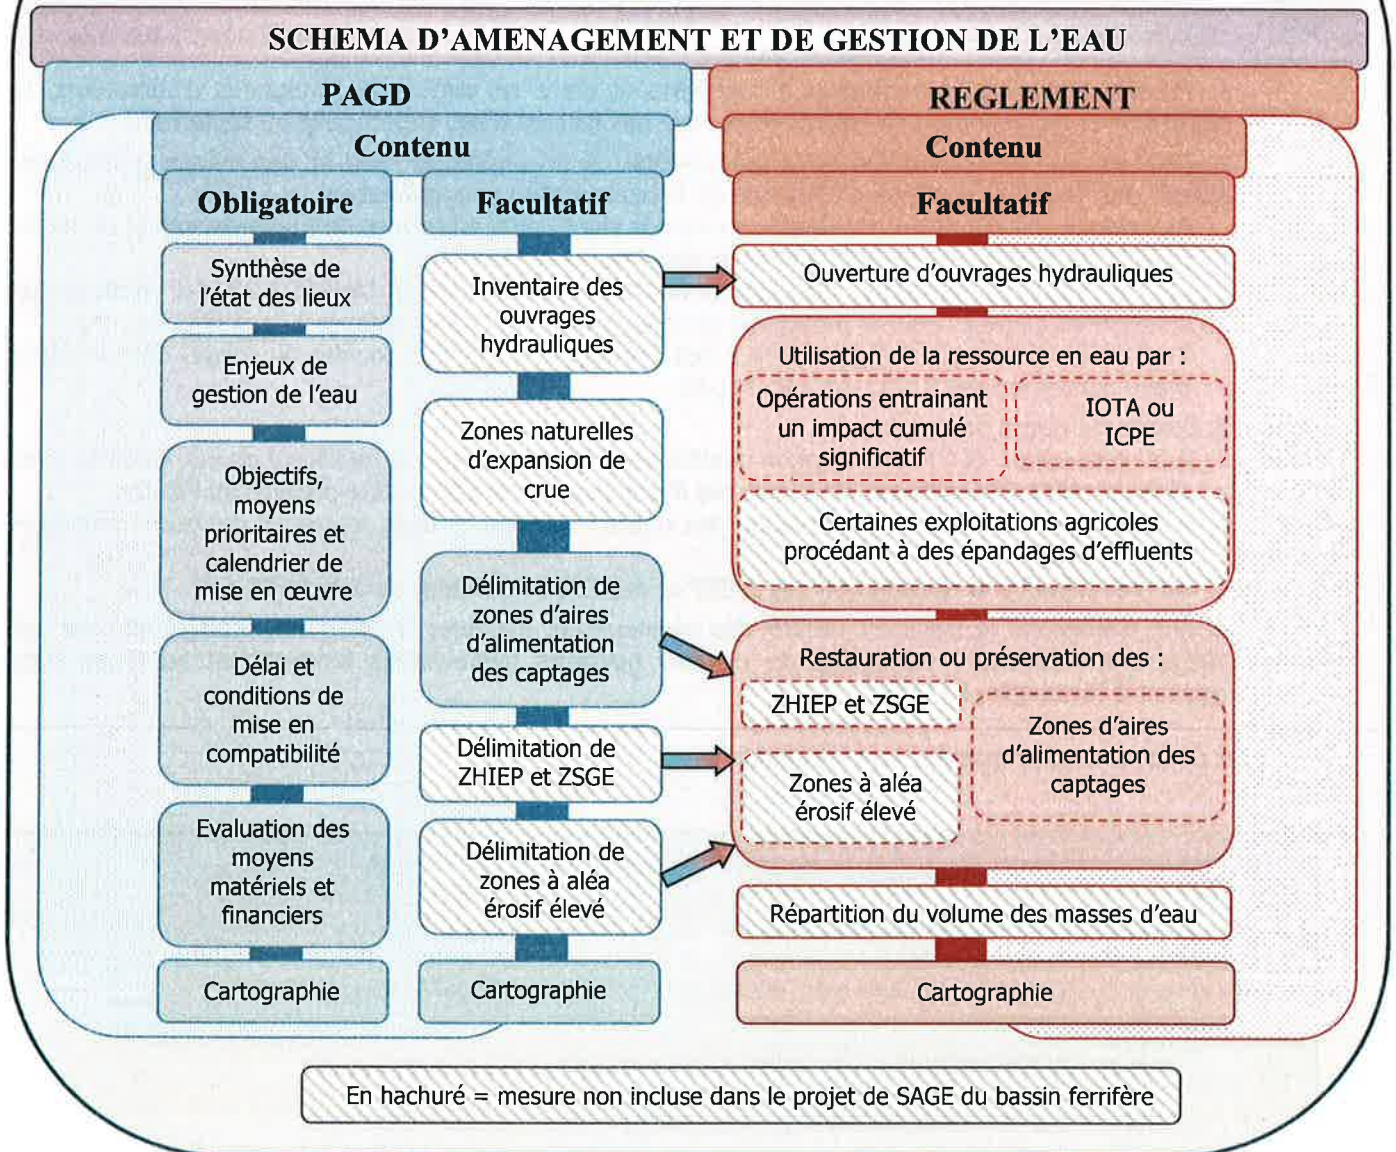 SCHEMA D'AMENAGEMENT ET DE GESTION DE L'EAU
PAGD
Contenu
Obligatoire
Synthèse de
l'état des lieux
Enjeux de
gestion de l'eau
Objectifs,
moyens
prioritaires et
calendrier de
mise en œuvre
Délai et
conditions de
mise en
compatibilité
Evaluation des
moyens
matériels et
financiers
Cartographie
Facultatif
Inventaire des
ouvrages
hydrauliques
Zones naturelles
d'expansion de
crue
Délimitation de
zones d'aires
d'alimentation
des captages
Délimitation de
ZHIEP et ZSGE
Délimitation de
zones à aléa
érosif élevé
Cartographie
REGLEMENT
Contenu
Facultatif
Ouverture d'ouvrages hydrauliques
Utilisation de la ressource en eau par :
Opérations entrainant
un impact cumulé
significatif
IOTA ou
ICPE
Certaines exploitations agricoles
procédant à des épandages d'effluents
Restauration ou préservation des :
ZHIEP et ZSGE
Zones à aléa
érosif élevé
Zones d'aires
d'alimentation des
captages
Répartition du volume des masses d'eau
Cartographie
En hachuré = mesure non incluse dans le projet de SAGE du bassin ferrifère